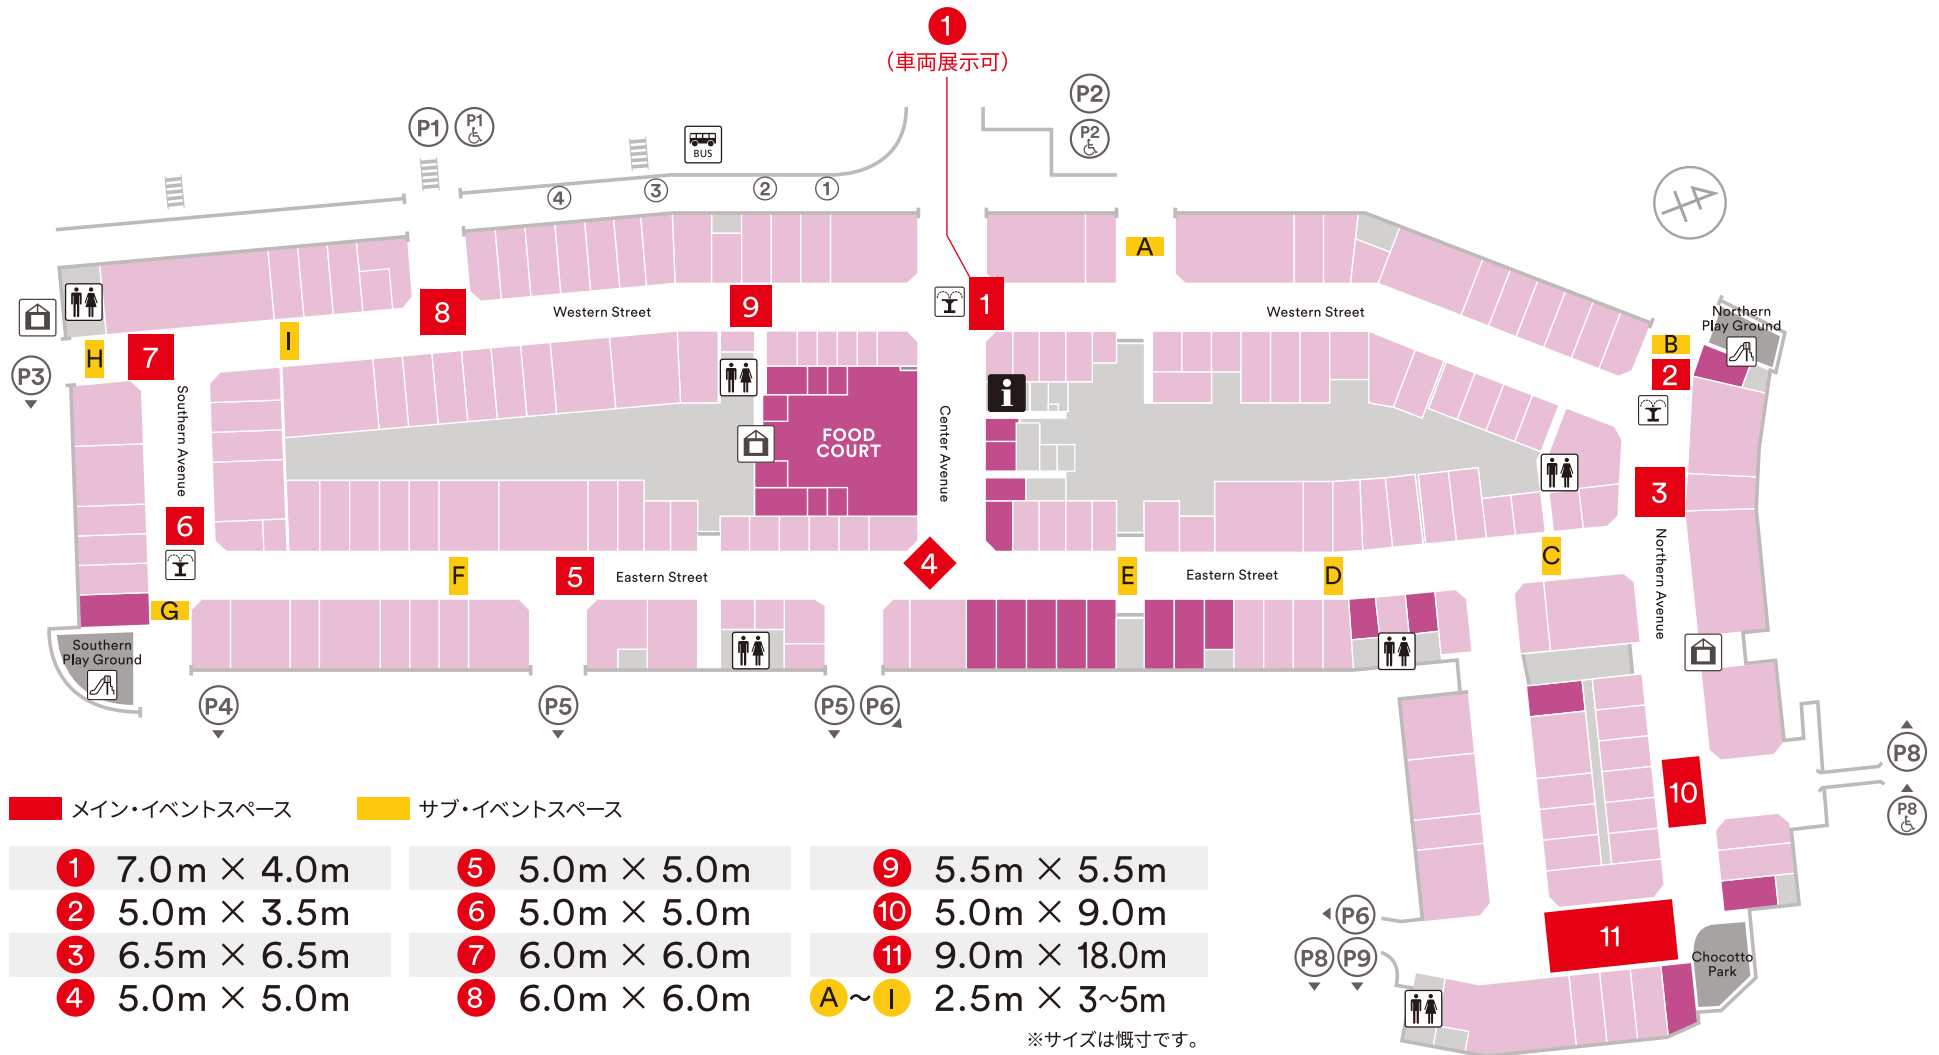 1
（車両展示可）
P2
P2
P1
P1
BUS
4
3
2
1
A
1
8
9
Western Street
Western Street
Northern
Play Ground
B
2
H
7
I
P3
Southern Avenue
FOOD
COURT
Center Avenue
i
3
6
Northern Avenue
F
5
Eastern Street
4
E
Eastern Street
D
C
G
Southern
Play Ground
P4
P5
P5
P6
P8
P8
10
P6
11
P8
P9
Chocotto
Park
メイン・イベントスペース
サブ・イベントスペース
1 7.0m × 4.0m
2 5.0m × 3.5m
3 6.5m × 6.5m
4 5.0m × 5.0m
5 5.0m × 5.0m
6 5.0m × 5.0m
7 6.0m × 6.0m
8 6.0m × 6.0m
9 5.5m × 5.5m
10 5.0m × 9.0m
11 9.0m × 18.0m
A～I 2.5m × 3~5m
※サイズは慨寸です。